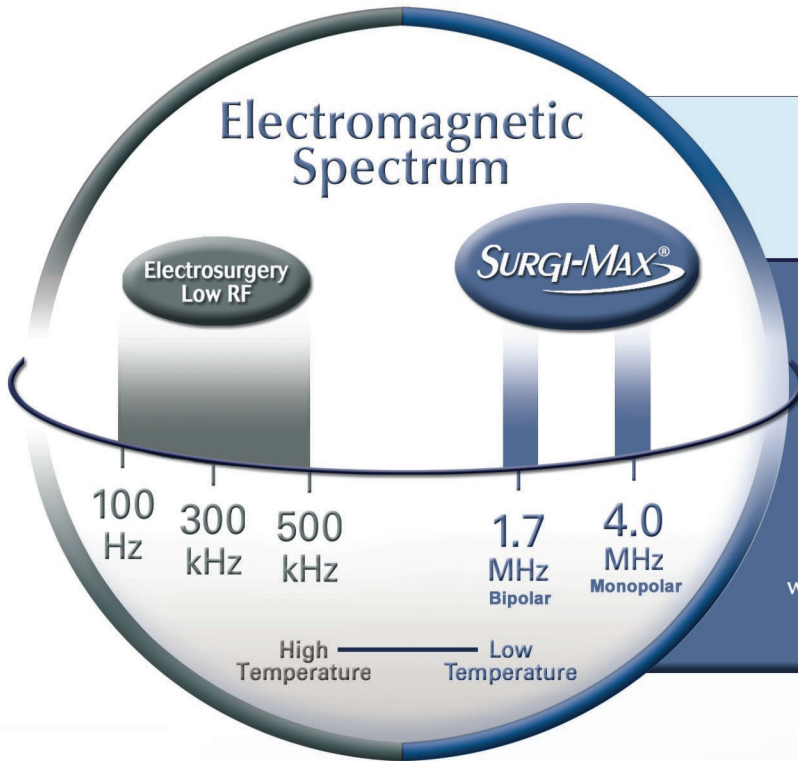 Electromagnetic
Spectrum
Electrosurgery
Low RF
SURGI-MAX®
100
Hz
300
kHz
500
kHz
1.7
MHz
Bipolar
4.0
MHz
Monopolar
High
Temperature
Low
Temperature